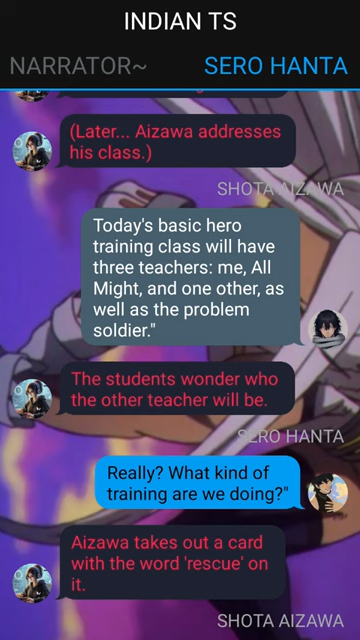 INDIAN TS
NARRATOR~ SERO HANTA
(Later... Aizawa addresses
his class.)
SHOTA AIZAWA
Today's basic hero
training class will have
three teachers: me, All
Might, and one other, as
well as the problem
soldier."
The students wonder who
the other teacher will be.
SERO HANTA
Really? What kind of
training are we doing?"
Aizawa takes out a card
with the word 'rescue' on
it.
SHOTA AIZAWA